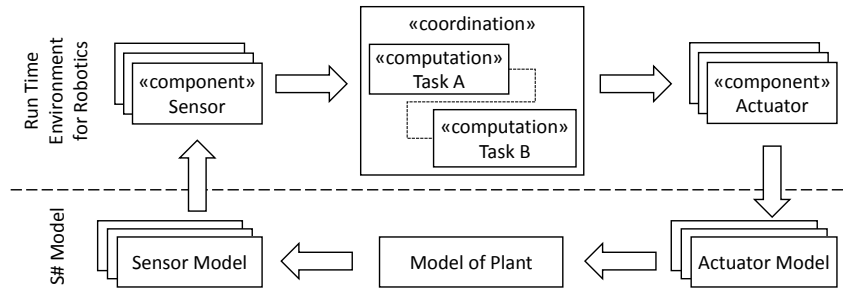 Run Time
Environment
for Robotics
«component»
Sensor
«coordination»
«computation»
Task A
«computation»
Task B
«component»
Actuator
S# Model
Sensor Model
Model of Plant
Actuator Model